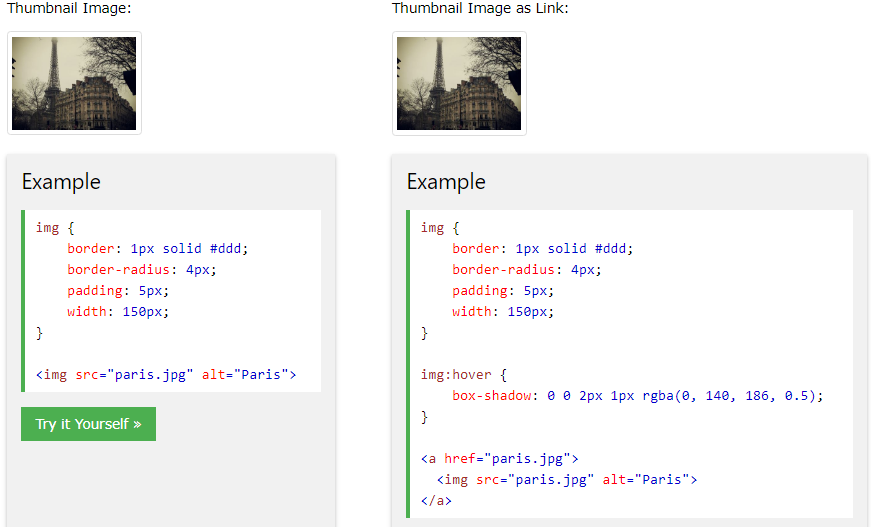 Thumbnail Image:
Example
img {
    border: 1px solid #ddd;
    border-radius: 4px;
    padding: 5px;
    width: 150px;
}

<img src="paris.jpg" alt="Paris">
Try it Yourself »
Thumbnail Image as Link:
Example
img {
    border: 1px solid #ddd;
    border-radius: 4px;
    padding: 5px;
    width: 150px;
}

img:hover {
    box-shadow: 0 0 2px 1px rgba(0, 140, 186, 0.5);
}

<a href="paris.jpg">
  <img src="paris.jpg" alt="Paris">
</a>